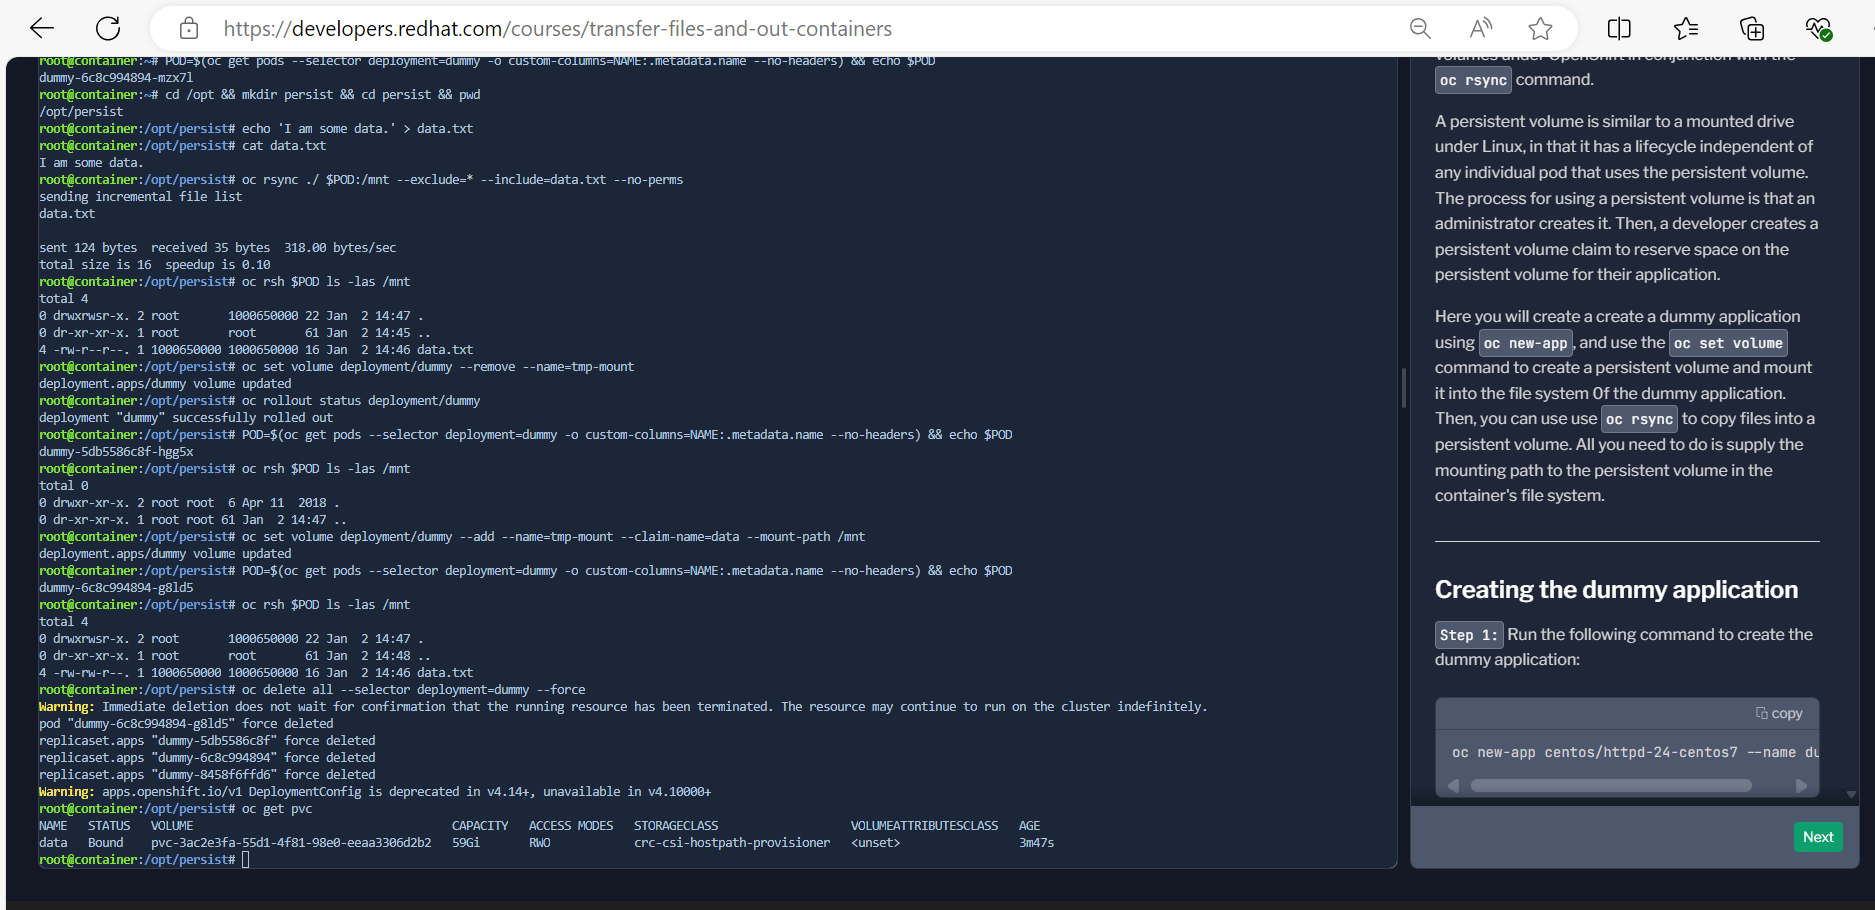 https://developers.redhat.com/courses/transfer-files-and-out-containers
root@container:~# POD=$(oc get pods --selector deployment=dummy -o custom-columns=NAME:.metadata.name --no-headers) && echo $POD
dummy-6c8c994894-mzx7l
root@container:~# cd /opt && mkdir persist && cd persist && pwd
/opt/persist
root@container:/opt/persist# echo 'I am some data.' > data.txt
root@container:/opt/persist# cat data.txt
I am some data.
root@container:/opt/persist# oc rsync ./ $POD:/mnt --exclude=* --include=data.txt --no-perms
sending incremental file list
data.txt
sent 124 bytes  received 35 bytes  318.00 bytes/sec
total size is 16  speedup is 0.10
root@container:/opt/persist# oc rsh $POD ls -las /mnt
total 4
0 drwxrwsr-x. 2 root       1000650000 22 Jan  2 14:47 .
0 dr-xr-xr-x. 1 root       root       61 Jan  2 14:45 ..
4 -rw-r--r--. 1 1000650000 1000650000 16 Jan  2 14:46 data.txt
root@container:/opt/persist# oc set volume deployment/dummy --remove --name=tmp-mount
deployment.apps/dummy volume updated
root@container:/opt/persist# oc rollout status deployment/dummy
deployment "dummy" successfully rolled out
root@container:/opt/persist# POD=$(oc get pods --selector deployment=dummy -o custom-columns=NAME:.metadata.name --no-headers) && echo $POD
dummy-5db5586c8f-hgg5x
root@container:/opt/persist# oc rsh $POD ls -las /mnt
total 0
0 drwxr-xr-x. 2 root root  6 Apr 11  2018 .
0 dr-xr-xr-x. 1 root root 61 Jan  2 14:47 ..
root@container:/opt/persist# oc set volume deployment/dummy --add --name=tmp-mount --claim-name=data --mount-path /mnt
deployment.apps/dummy volume updated
root@container:/opt/persist# POD=$(oc get pods --selector deployment=dummy -o custom-columns=NAME:.metadata.name --no-headers) && echo $POD
dummy-6c8c994894-g8ld5
root@container:/opt/persist# oc rsh $POD ls -las /mnt
total 4
0 drwxrwsr-x. 2 root       1000650000 22 Jan  2 14:47 .
0 dr-xr-xr-x. 1 root       root       61 Jan  2 14:48 ..
4 -rw-rw-r--. 1 1000650000 1000650000 16 Jan  2 14:46 data.txt
root@container:/opt/persist# oc delete all --selector deployment=dummy --force
Warning: Immediate deletion does not wait for confirmation that the running resource has been terminated. The resource may continue to run on the cluster indefinitely.
pod "dummy-6c8c994894-g8ld5" force deleted
replicaset.apps "dummy-5db5586c8f" force deleted
replicaset.apps "dummy-6c8c994894" force deleted
replicaset.apps "dummy-8458f6ffd6" force deleted
Warning: apps.openshift.io/v1 DeploymentConfig is deprecated in v4.14+, unavailable in v4.10000+
root@container:/opt/persist# oc get pvc
NAME   STATUS   VOLUME                                     CAPACITY   ACCESS MODES   STORAGECLASS                   VOLUMEATTRIBUTESCLASS   AGE
data   Bound    pvc-3ac2e3fa-55d1-4f81-98e0-eeaa3306d2b2   59Gi       RWO            crc-csi-hostpath-provisioner   <unset>                 3m47s
root@container:/opt/persist#
volumes under OpenShift in conjunction with the
oc rsync command.
A persistent volume is similar to a mounted drive
under Linux, in that it has a lifecycle independent of
any individual pod that uses the persistent volume.
The process for using a persistent volume is that an
administrator creates it. Then, a developer creates a
persistent volume claim to reserve space on the
persistent volume for their application.
Here you will create a create a dummy application
using oc new-app, and use the oc set volume
command to create a persistent volume and mount
it into the file system 0f the dummy application.
Then, you can use use oc rsync to copy files into a
persistent volume. All you need to do is supply the
mounting path to the persistent volume in the
container's file system.
Creating the dummy application
Step 1: Run the following command to create the
dummy application:
copy
oc new-app centos/httpd-24-centos7 --name du
Next